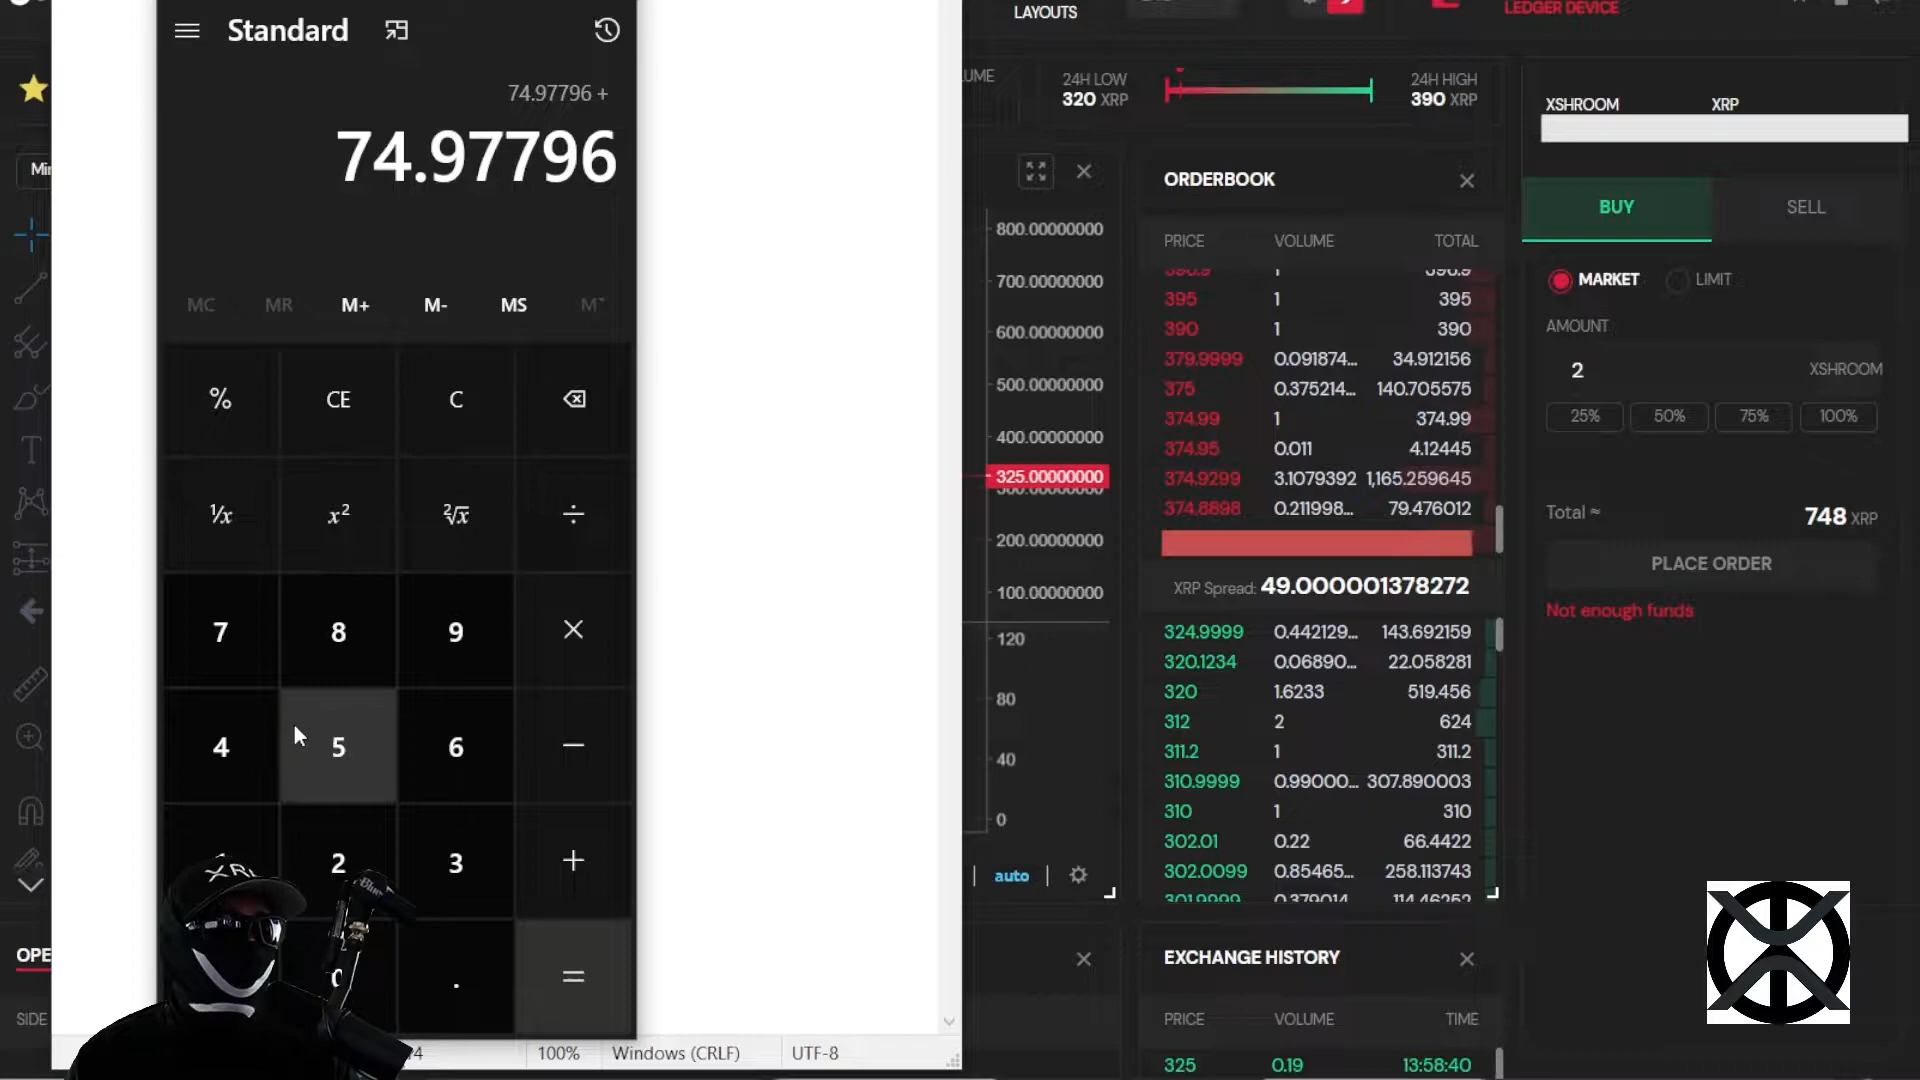 Standard
74.97796 +
74.97796
MC MR M+ M- MS M
% CE C
¹/x x² ²√x ÷
7 8 9 ×
4 5 6 −
2 3 +
0 . =
100% Windows (CRLF) UTF-8
OPE
SIDE
LAYOUTS
LEDGER DEVICE
24H LOW
320 XRP
24H HIGH
390 XRP
800.00000000
700.00000000
600.00000000
500.00000000
400.00000000
325.00000000
200.00000000
100.00000000
120
80
40
0
auto
ORDERBOOK
PRICE VOLUME TOTAL
395 1 395
390 1 390
379.9999 0.091874... 34.912156
375 0.375214... 140.705575
374.99 1 374.99
374.95 0.011 4.12445
374.9299 3.1079392 1,165.259645
374.8898 0.211998... 79.476012
XRP Spread: 49.000001378272
324.9999 0.442129... 143.692159
320.1234 0.06890... 22.058281
320 1.6233 519.456
312 2 624
311.2 1 311.2
310.9999 0.99000... 307.890003
310 1 310
302.01 0.22 66.4422
302.0099 0.85465... 258.113743
301.9999 0.379014 114.46252
EXCHANGE HISTORY
PRICE VOLUME TIME
325 0.19 13:58:40
XSHROOM XRP
BUY SELL
MARKET LIMIT
AMOUNT
2 XSHROOM
25% 50% 75% 100%
Total ≈ 748 XRP
PLACE ORDER
Not enough funds